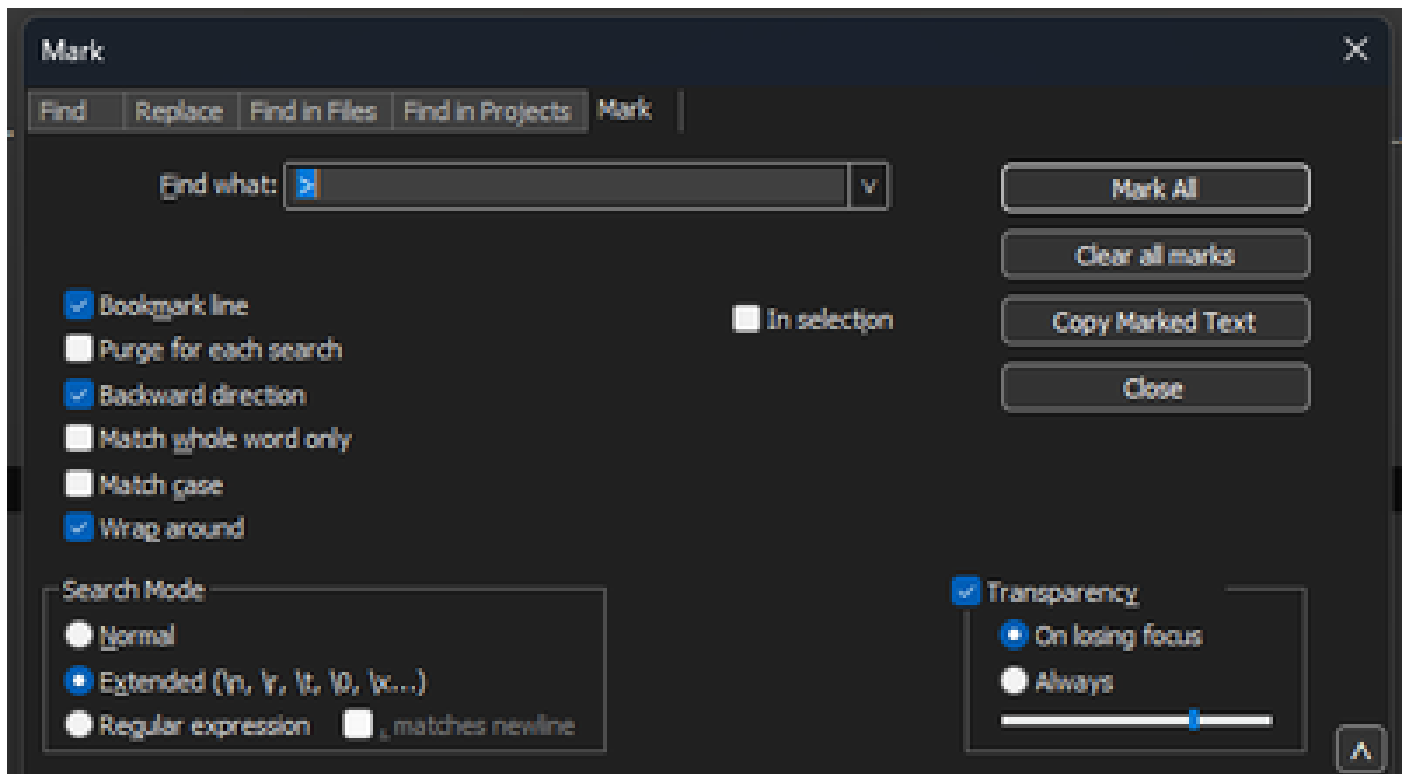 Mark
Find Replace Find in Files Find in Projects Mark
Find what: >
Mark All
Clear all marks
Bookmark line
In selection
Copy Marked Text
Purge for each search
Backward direction
Close
Match whole word only
Match case
Wrap around
Search Mode
Transparency
Normal
On losing focus
Extended (\n, \r, \t, \0, \x...)
Always
Regular expression
. matches newline